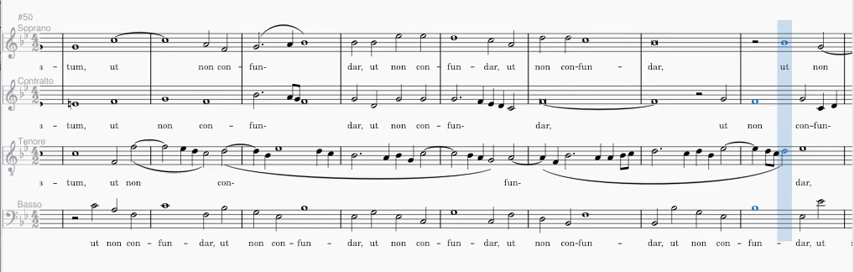 #50
Soprano
a - tum, ut non con - fun- dar, ut non con - fun - dar, ut non con-fun- dar, ut non
Contralto
a - tum, ut non con - fun- dar, ut non con - fun- dar, ut non con-fun-
Tenore
a - tum, ut non con- fun- dar,
Basso
ut non con - fun - dar, ut non con - fun - dar, ut non con - fun - dar, ut non con-fun- dar, ut non con - fun - dar, ut